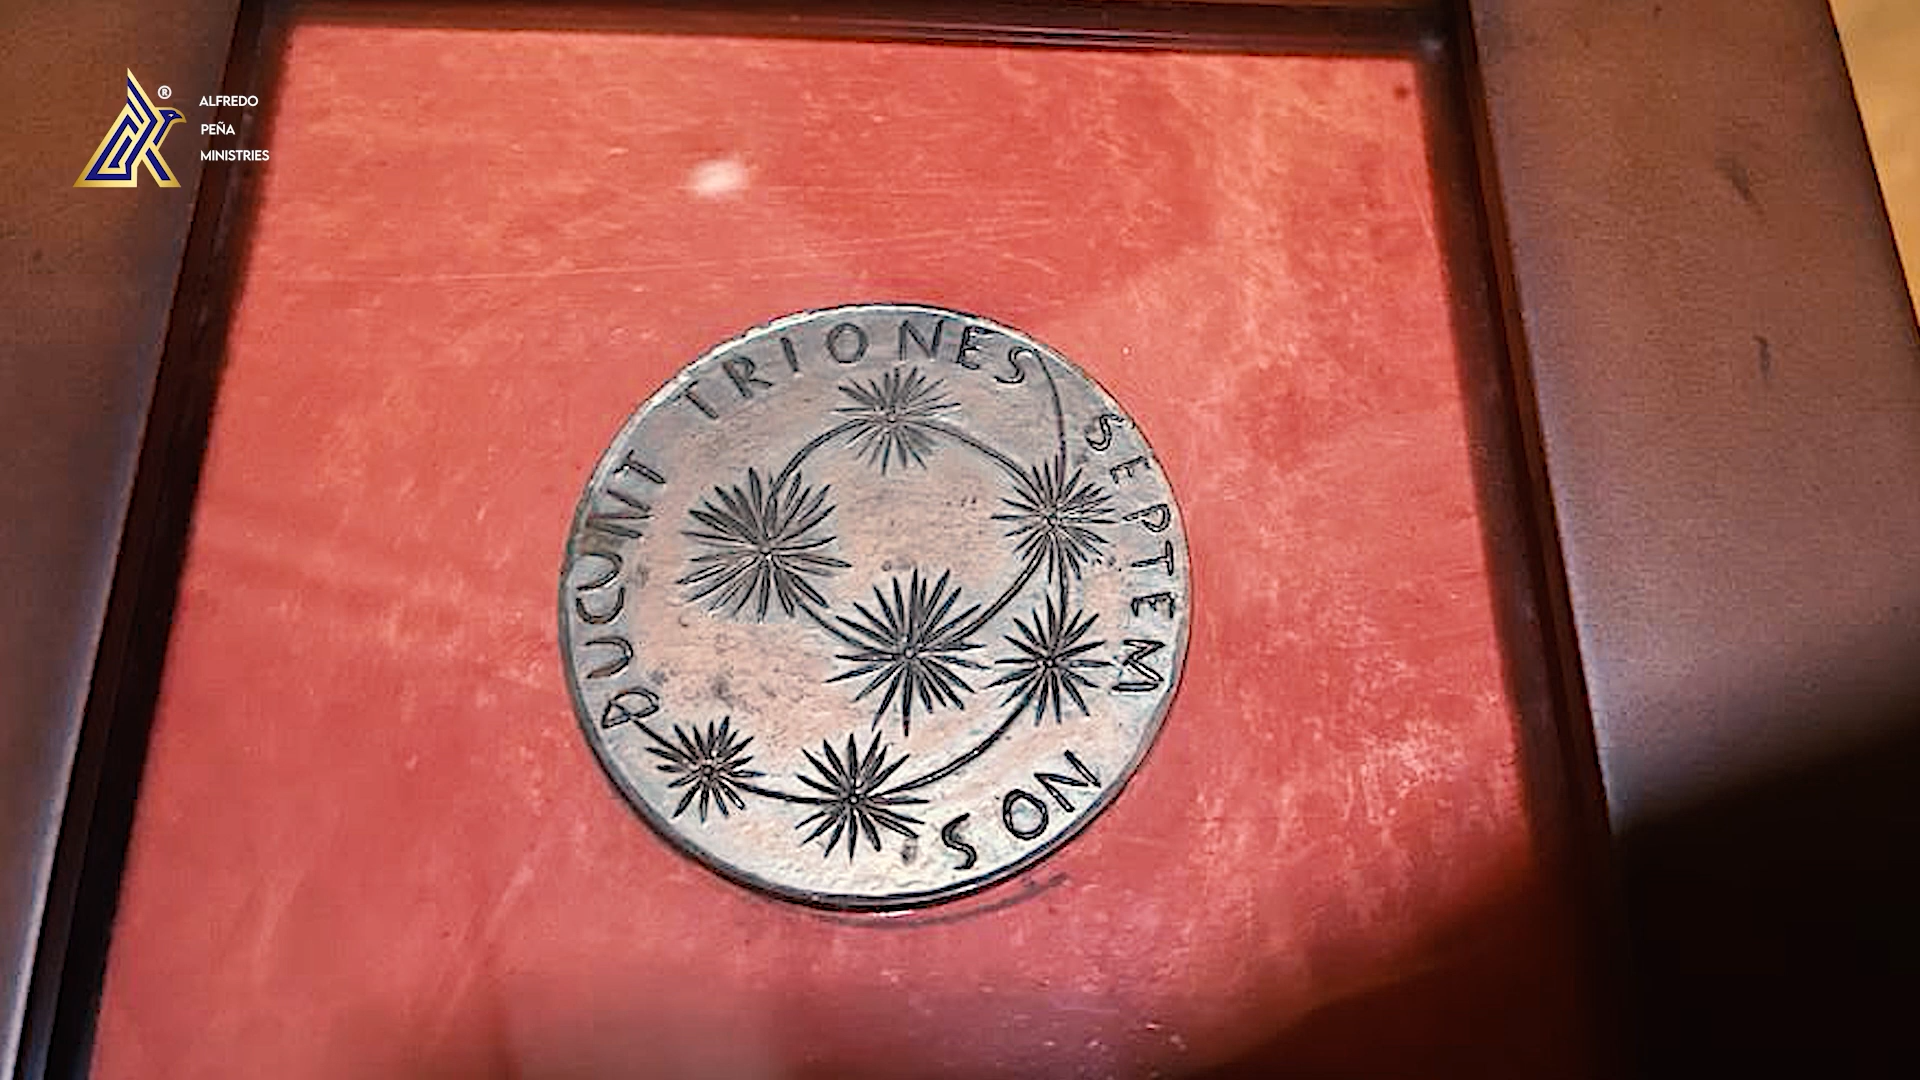 ALFREDO
PEÑA
MINISTRIES
®
DUCUNT TRIONES SEPTEM NOS